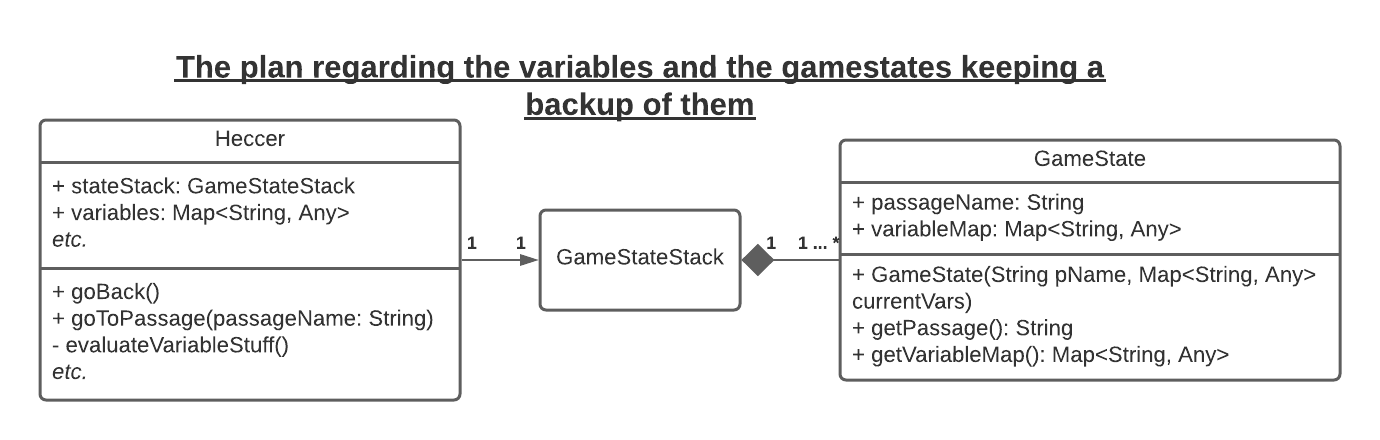 The plan regarding the variables and the gamestates keeping a
backup of them
Heccer
+ stateStack: GameStateStack
+ variables: Map<String, Any>
etc.
+ goBack()
+ goToPassage(passageName: String)
- evaluateVariableStuff()
etc.
1 1
GameStateStack
1 1 ... *
GameState
+ passageName: String
+ variableMap: Map<String, Any>
+ GameState(String pName, Map<String, Any>
currentVars)
+ getPassage(): String
+ getVariableMap(): Map<String, Any>